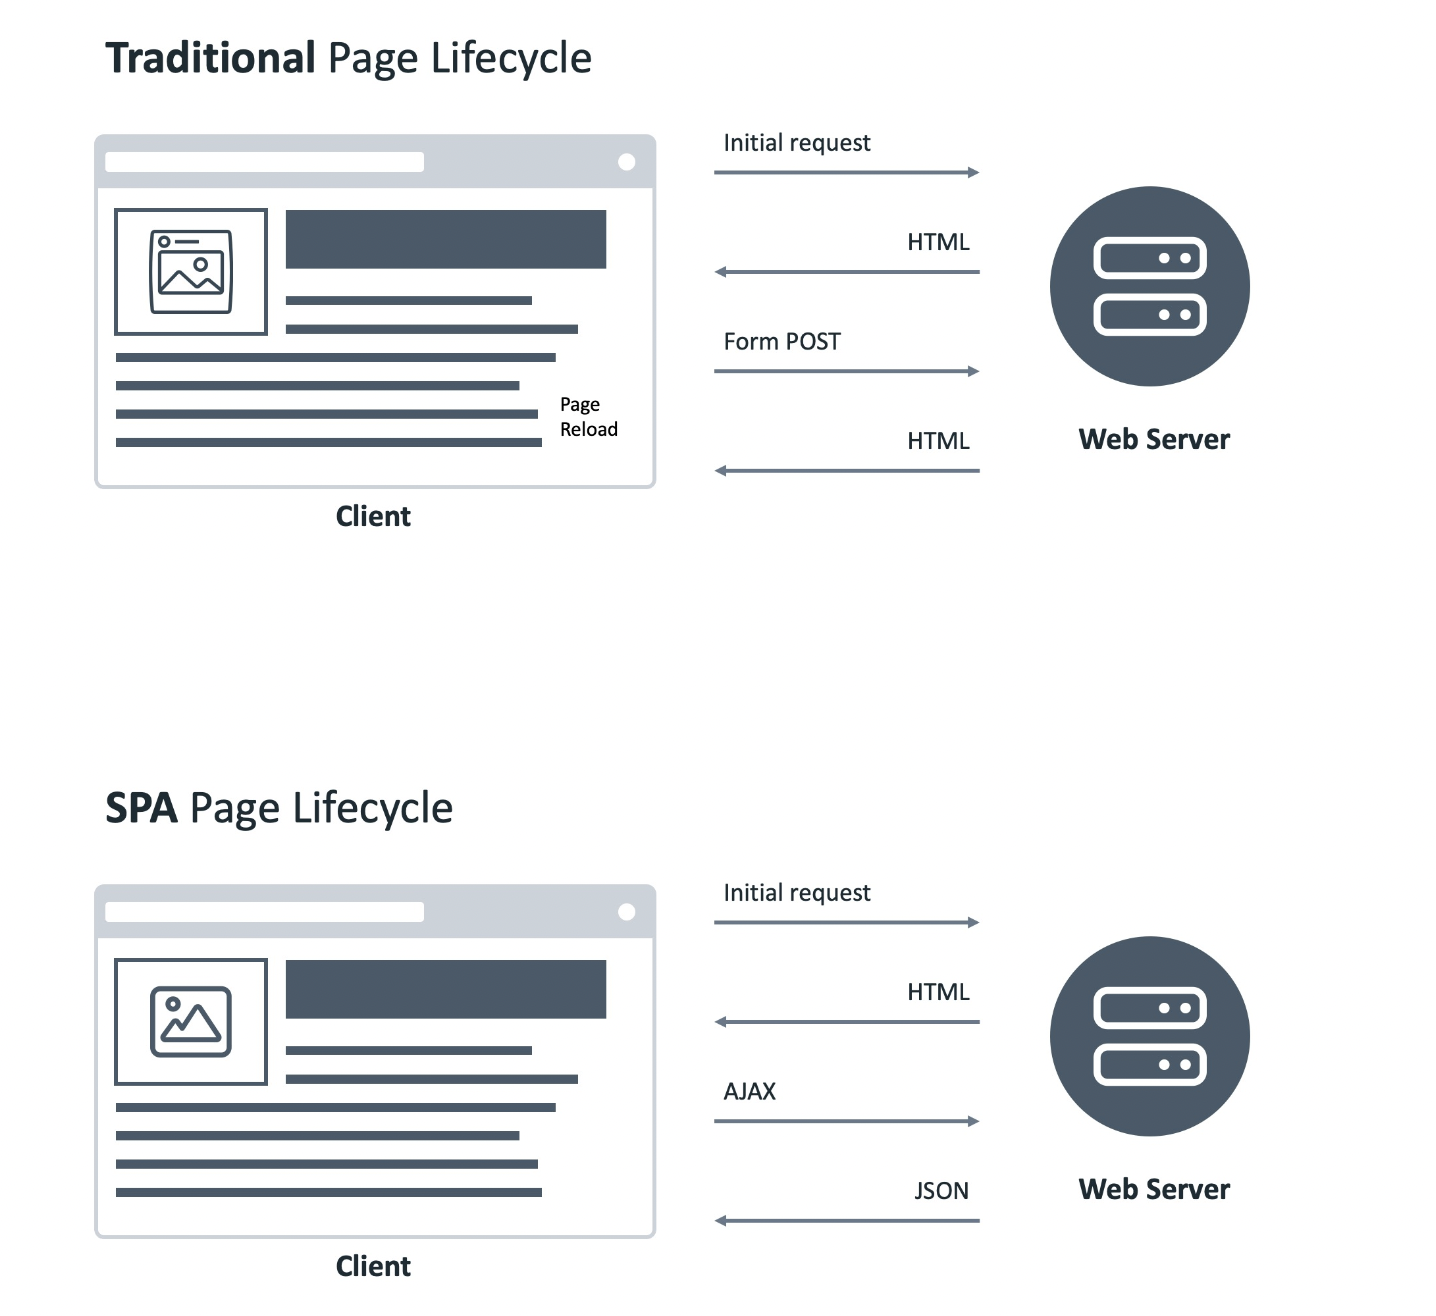 Traditional Page Lifecycle
Initial request
HTML
Form POST
HTML
Page
Reload
Web Server
Client
SPA Page Lifecycle
Initial request
HTML
AJAX
JSON
Web Server
Client